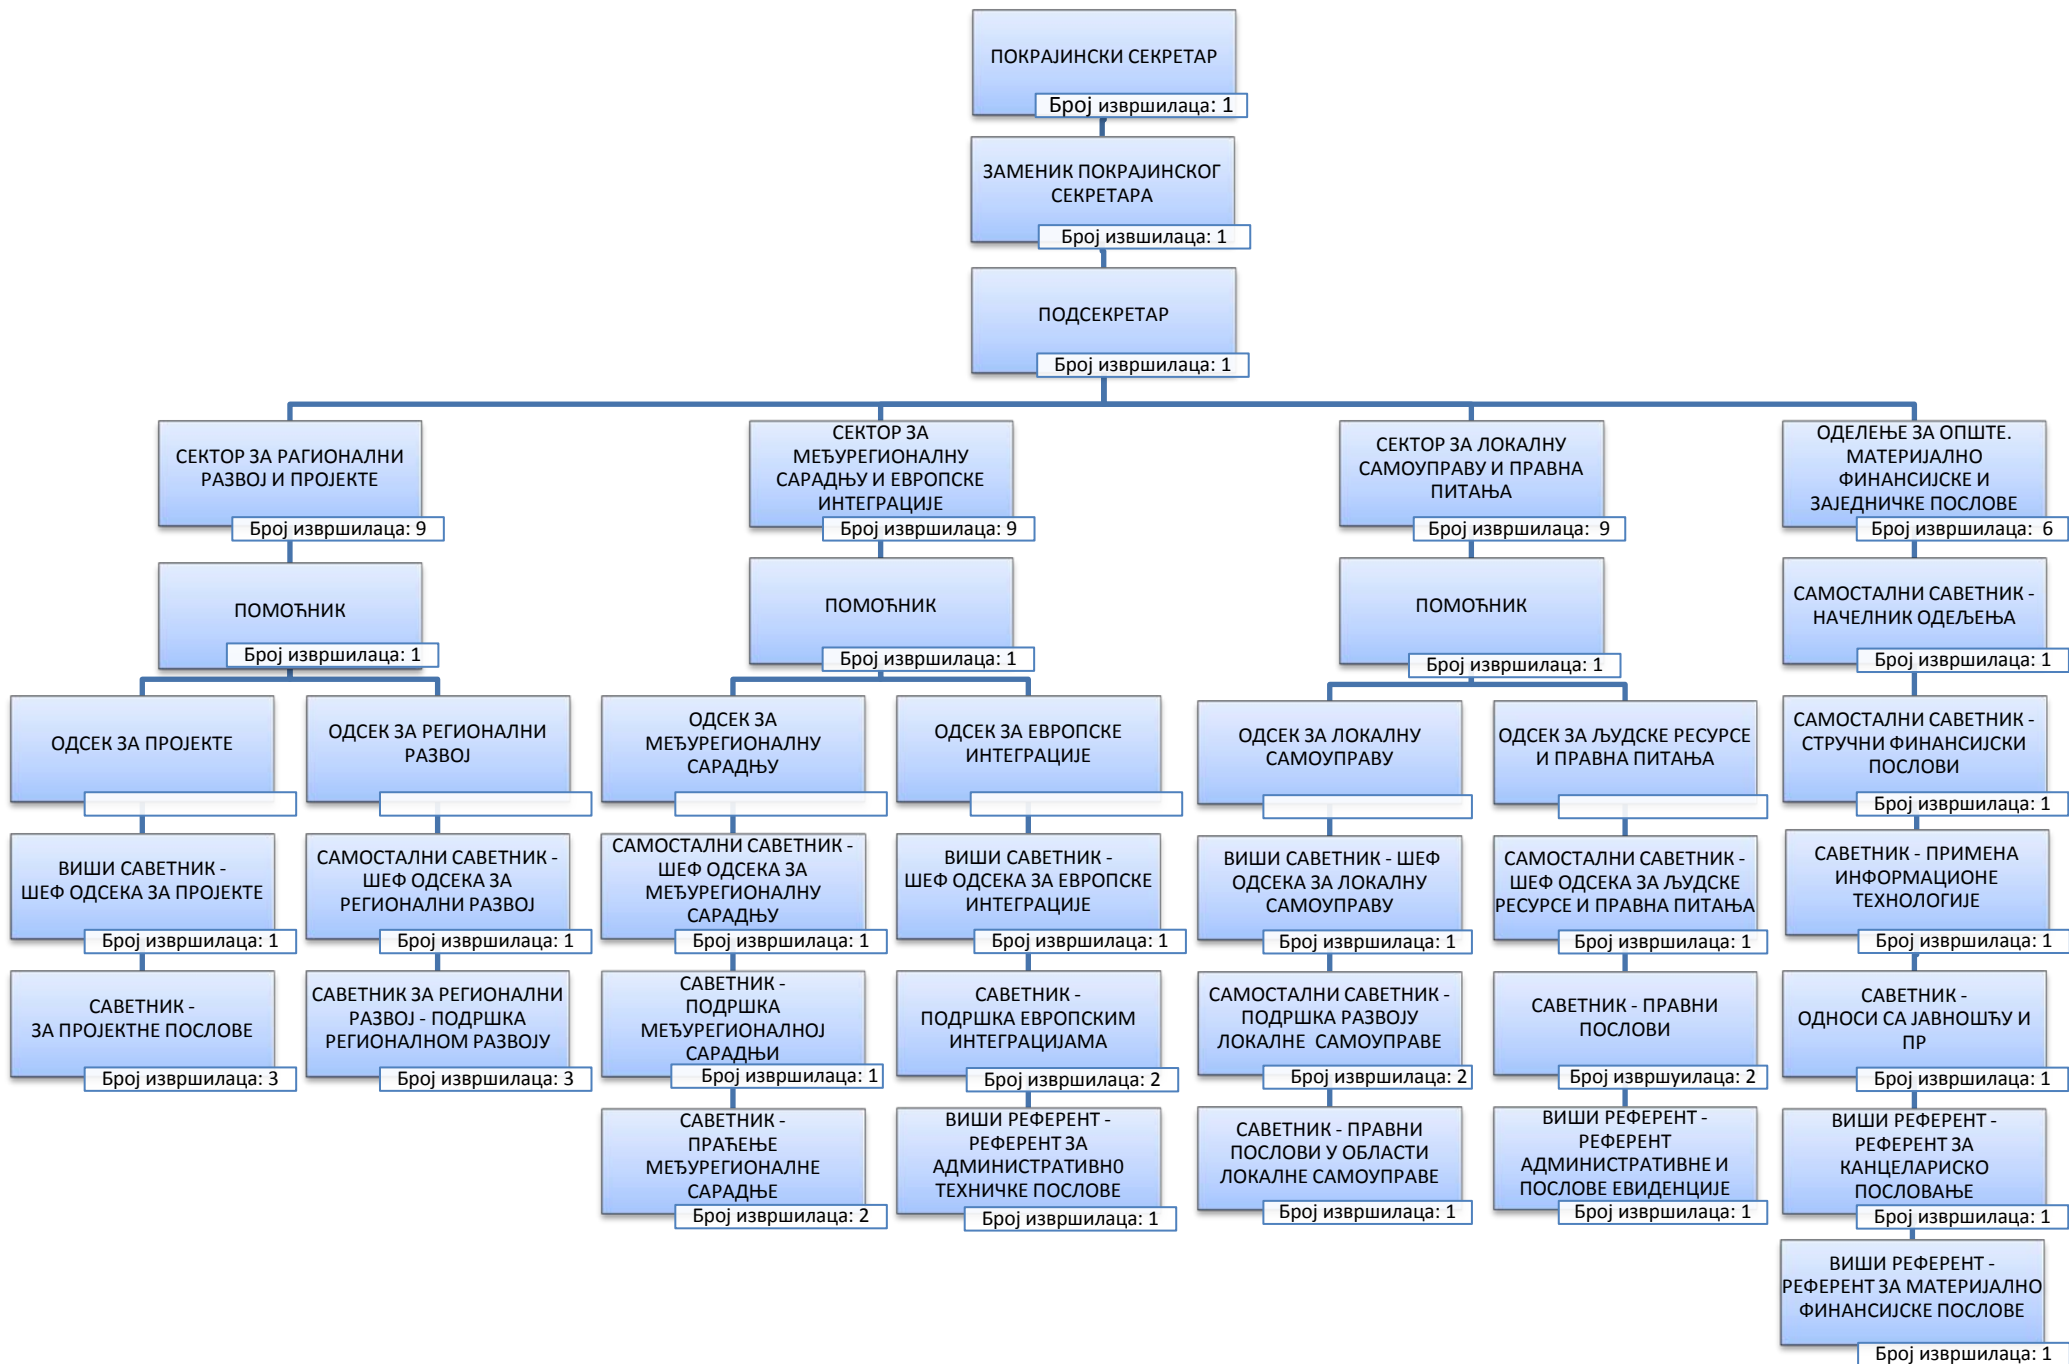 ПОКРАЈИНСКИ СЕКРЕТАР
Број извршилаца: 1
ЗАМЕНИК ПОКРАЈИНСКОГ
СЕКРЕТАРА
Број извшилаца: 1
ПОДСЕКРЕТАР
Број извршилаца: 1
СЕКТОР ЗА РАГИОНАЛНИ
РАЗВОЈ И ПРОЈЕКТЕ
Број извршилаца: 9
СЕКТОР ЗА
МЕЂУРЕГИОНАЛНУ
САРАДЊУ И ЕВРОПСКЕ
ИНТЕГРАЦИЈЕ
Број извршилаца: 9
СЕКТОР ЗА ЛОКАЛНУ
САМОУПРАВУ И ПРАВНА
ПИТАЊА
Број извршилаца: 9
ОДЕЛЕЊЕ ЗА ОПШТЕ.
МАТЕРИЈАЛНО
ФИНАНСИЈСКЕ И
ЗАЈЕДНИЧКЕ ПОСЛОВЕ
Број извршилаца: 6
ПОМОЋНИК
Број извршилаца: 1
ПОМОЋНИК
Број извршилаца: 1
ПОМОЋНИК
Број извршилаца: 1
САМОСТАЛНИ САВЕТНИК -
НАЧЕЛНИК ОДЕЉЕЊА
Број извршилаца: 1
ОДСЕК ЗА ПРОЈЕКТЕ
ОДСЕК ЗА РЕГИОНАЛНИ
РАЗВОЈ
ОДСЕК ЗА
МЕЂУРЕГИОНАЛНУ
САРАДЊУ
ОДСЕК ЗА ЕВРОПСКЕ
ИНТЕГРАЦИЈЕ
ОДСЕК ЗА ЛОКАЛНУ
САМОУПРАВУ
ОДСЕК ЗА ЉУДСКЕ РЕСУРСЕ
И ПРАВНА ПИТАЊА
САМОСТАЛНИ САВЕТНИК -
СТРУЧНИ ФИНАНСИЈСКИ
ПОСЛОВИ
Број извршилаца: 1
ВИШИ САВЕТНИК -
ШЕФ ОДСЕКА ЗА ПРОЈЕКТЕ
Број извршилаца: 1
САМОСТАЛНИ САВЕТНИК -
ШЕФ ОДСЕКА ЗА
РЕГИОНАЛНИ РАЗВОЈ
Број извршилаца: 1
САМОСТАЛНИ САВЕТНИК -
ШЕФ ОДСЕКА ЗА
МЕЂУРЕГИОНАЛНУ
САРАДЊУ
Број извршилаца: 1
ВИШИ САВЕТНИК -
ШЕФ ОДСЕКА ЗА ЕВРОПСКЕ
ИНТЕГРАЦИЈЕ
Број извршилаца: 1
ВИШИ САВЕТНИК - ШЕФ
ОДСЕКА ЗА ЛОКАЛНУ
САМОУПРАВУ
Број извршилаца: 1
САМОСТАЛНИ САВЕТНИК -
ШЕФ ОДСЕКА ЗА ЉУДСКЕ
РЕСУРСЕ И ПРАВНА ПИТАЊА
Број извршилаца: 1
САВЕТНИК - ПРИМЕНА
ИНФОРМАЦИОНЕ
ТЕХНОЛОГИЈЕ
Број извршилаца: 1
САВЕТНИК -
ЗА ПРОЈЕКТНЕ ПОСЛОВЕ
Број извршилаца: 3
САВЕТНИК ЗА РЕГИОНАЛНИ
РАЗВОЈ - ПОДРШКА
РЕГИОНАЛНОМ РАЗВОЈУ
Број извршилаца: 3
САВЕТНИК -
ПОДРШКА
МЕЂУРЕГИОНАЛНОЈ
САРАДЊИ
Број извршилаца: 1
САВЕТНИК -
ПОДРШКА ЕВРОПСКИМ
ИНТЕГРАЦИЈАМА
Број извршилаца: 2
САМОСТАЛНИ САВЕТНИК -
ПОДРШКА РАЗВОЈУ
ЛОКАЛНЕ САМОУПРАВЕ
Број извршилаца: 2
САВЕТНИК - ПРАВНИ
ПОСЛОВИ
Број извршуилаца: 2
САВЕТНИК -
ОДНОСИ СА ЈАВНОШЋУ И
ПР
Број извршилаца: 1
САВЕТНИК -
ПРАЋЕЊЕ
МЕЂУРЕГИОНАЛНЕ
САРАДЊЕ
Број извршилаца: 2
ВИШИ РЕФЕРЕНТ -
РЕФЕРЕНТ ЗА
АДМИНИСТРАТИВН0
ТЕХНИЧКЕ ПОСЛОВЕ
Број извршилаца: 1
САВЕТНИК - ПРАВНИ
ПОСЛОВИ У ОБЛАСТИ
ЛОКАЛНЕ САМОУПРАВЕ
Број извршилаца: 1
ВИШИ РЕФЕРЕНТ -
РЕФЕРЕНТ
АДМИНИСТРАТИВНЕ И
ПОСЛОВЕ ЕВИДЕНЦИЈЕ
Број извршилаца: 1
ВИШИ РЕФЕРЕНТ -
РЕФЕРЕНТ ЗА
КАНЦЕЛАРИСКО
ПОСЛОВАЊЕ
Број извршилаца: 1
ВИШИ РЕФЕРЕНТ -
РЕФЕРЕНТ ЗА МАТЕРИЈАЛНО
ФИНАНСИЈСКЕ ПОСЛОВЕ
Број извршилаца: 1